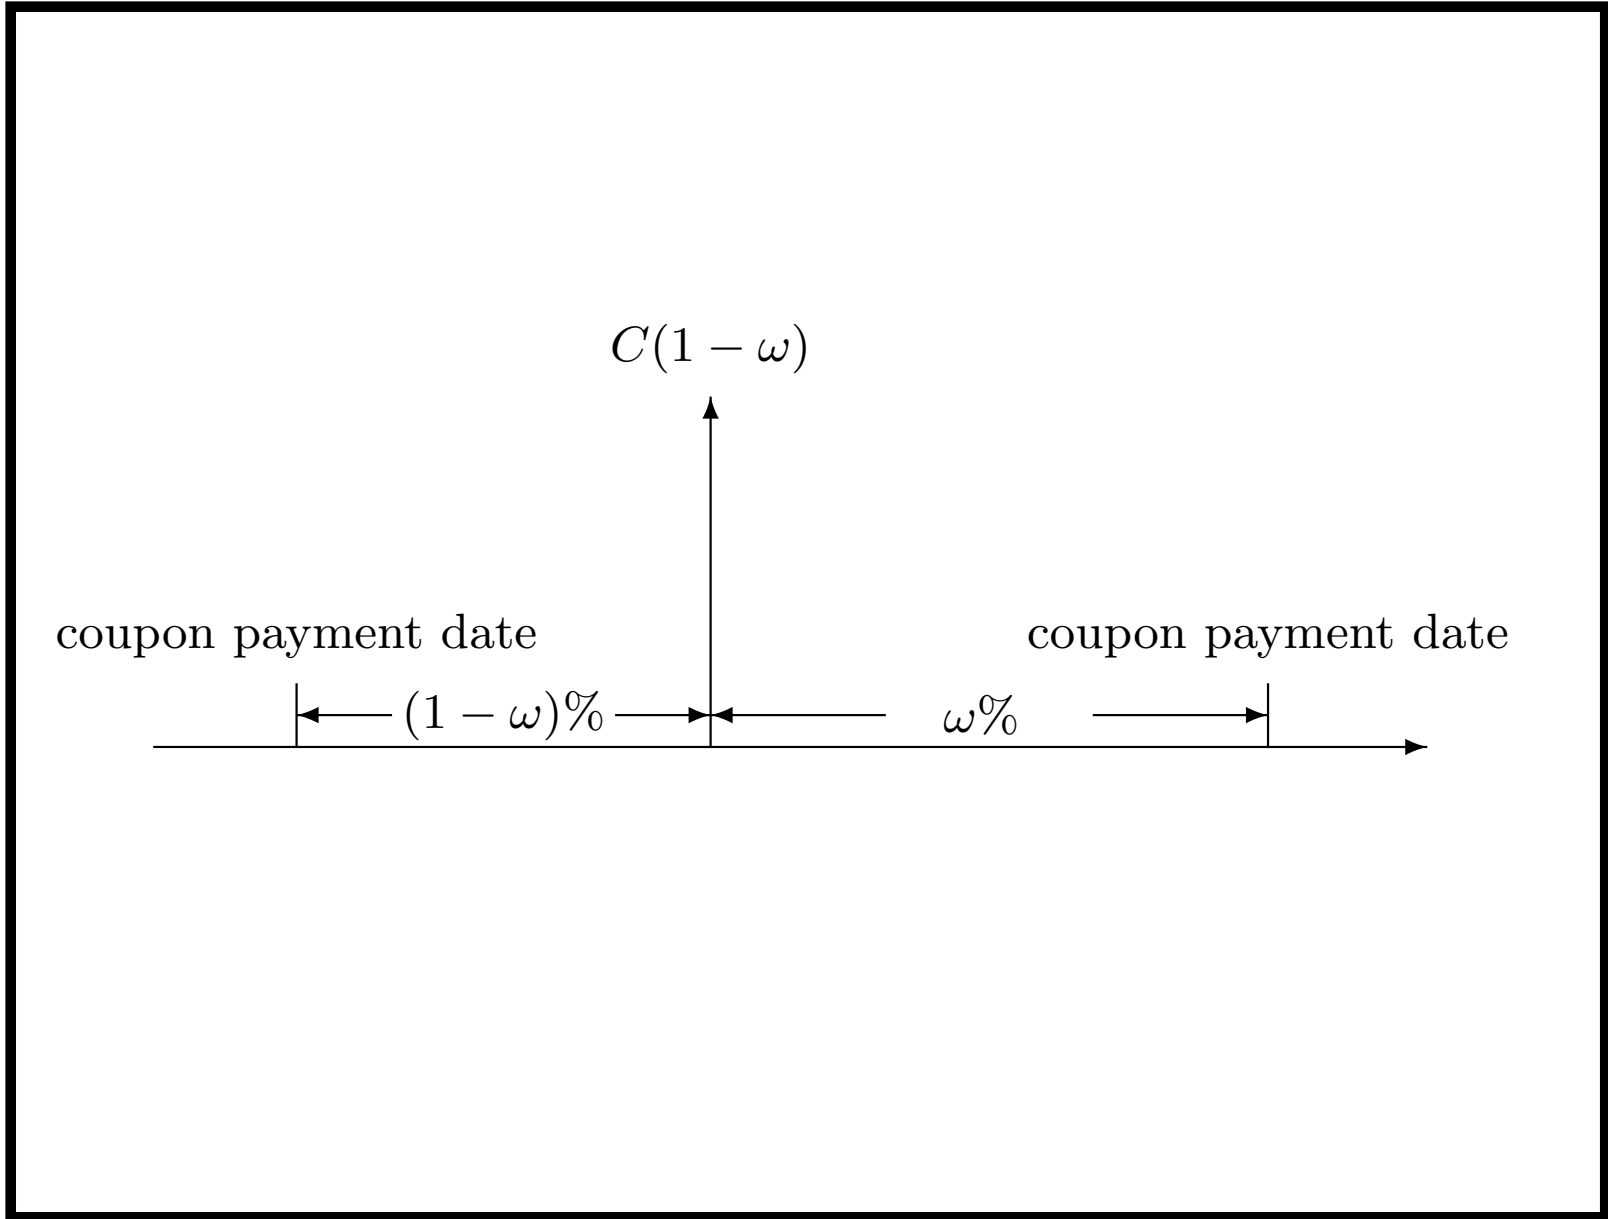 C(1 − ω)
coupon payment date coupon payment date
(1 − ω)% ω%